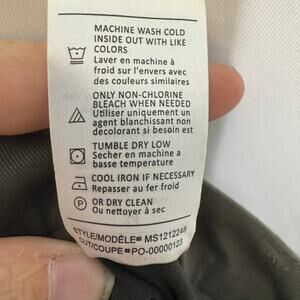 MACHINE WASH COLD
INSIDE OUT WITH LIKE
COLORS
Laver en machine à
froid sur l'envers avec
des couleurs similaires
ONLY NON-CHLORINE
BLEACH WHEN NEEDED
Utiliser uniquement un
agent blanchissant non
decolorant si besoin est
TUMBLE DRY LOW
Secher en machine a
basse température
COOL IRON IF NECESSARY
Repasser au fer froid
P
OR DRY CLEAN
Ou nettoyer à sec
STYLE/MODÈLE# MS1212248
CUT/COUPE# PO-00000123